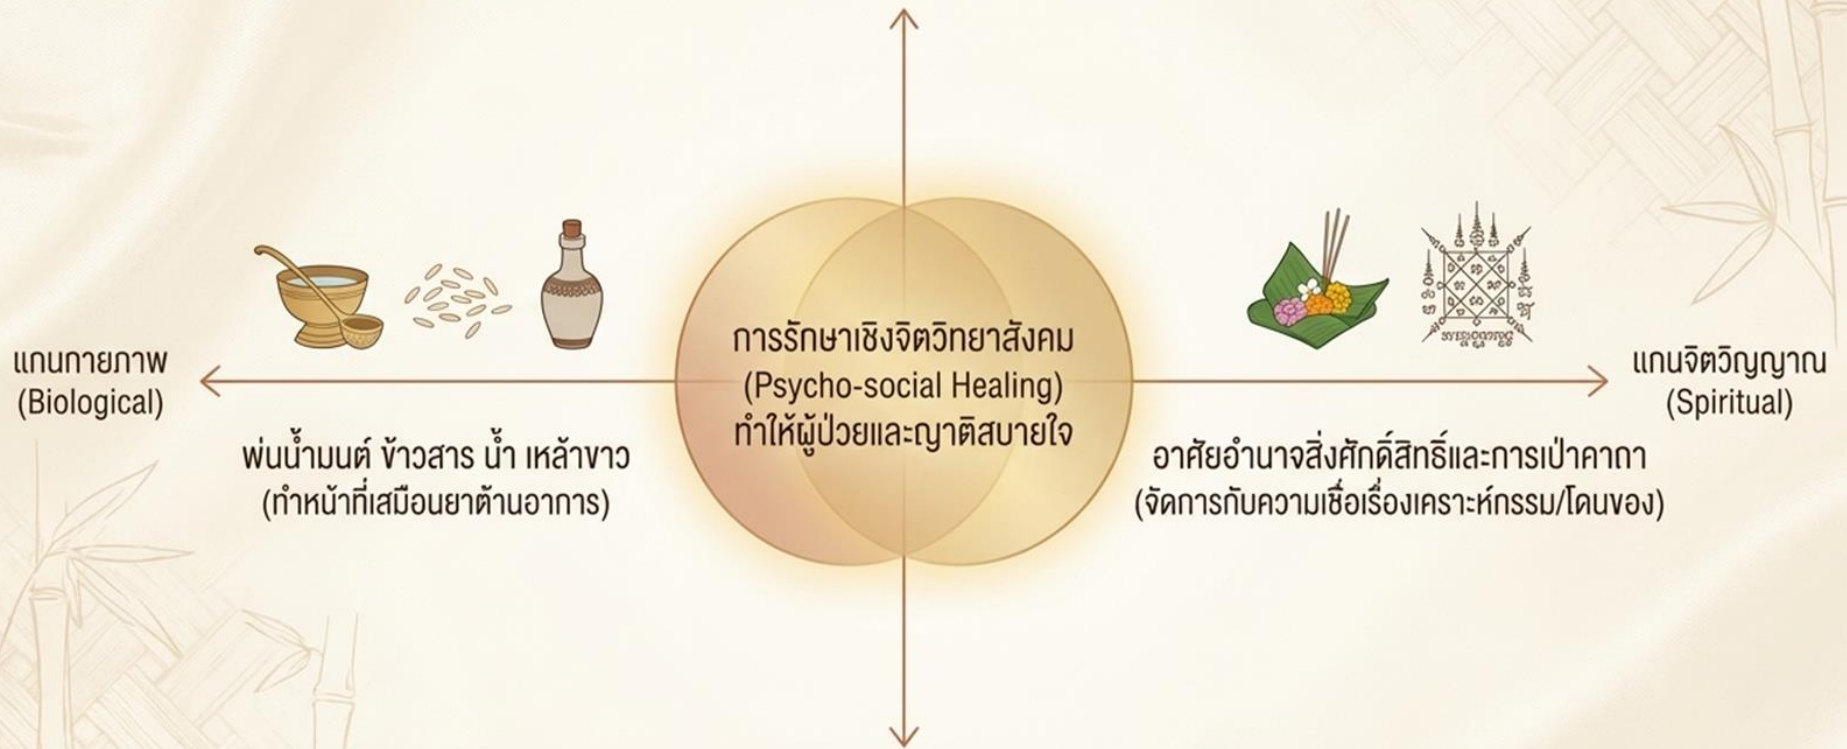 การรักษาเชิงจิตวิทยาสังคม
(Psycho-social Healing)
ทำให้ผู้ป่วยและญาติสบายใจ
แกนกายภาพ
(Biological)
พ่นน้ำมนต์ ข้าวสาร น้ำ เหล้าขาว
(ทำหน้าที่เสมือนยาต้านอาการ)
แกนจิตวิญญาณ
(Spiritual)
อาศัยอำนาจสิ่งศักดิ์สิทธิ์และการเป่าคาถา
(จัดการกับความเชื่อเรื่องเคราะห์กรรม/โดนของ)